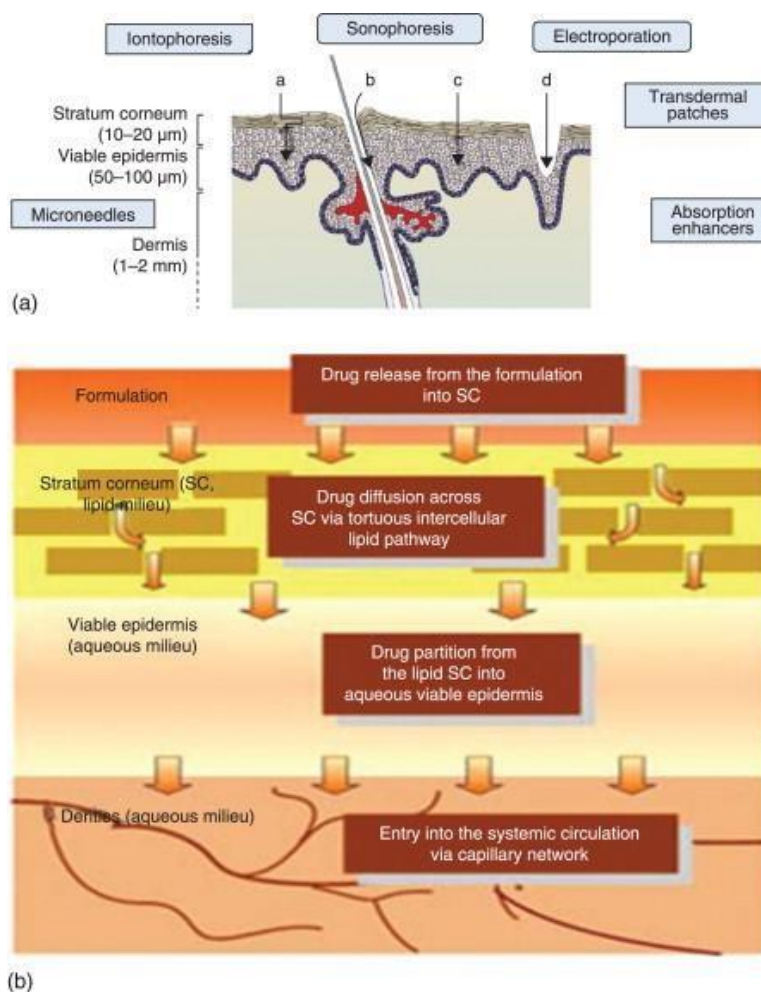 Iontophoresis
Sonophoresis
Electroporation
a
b
c
d
Stratum corneum
(10–20 μm)
Viable epidermis
(50–100 μm)
Transdermal
patches
Microneedles
Absorption
enhancers
Dermis
(1–2 mm)
(a)
Formulation
Drug release from the formulation
into SC
Stratum corneum (SC,
lipid milieu)
Drug diffusion across
SC via tortuous intercellular
lipid pathway
Viable epidermis
(aqueous milieu)
Drug partition from
the lipid SC into
aqueous viable epidermis
Denties (aqueous milieu)
Entry into the systemic circulation
via capillary network
(b)